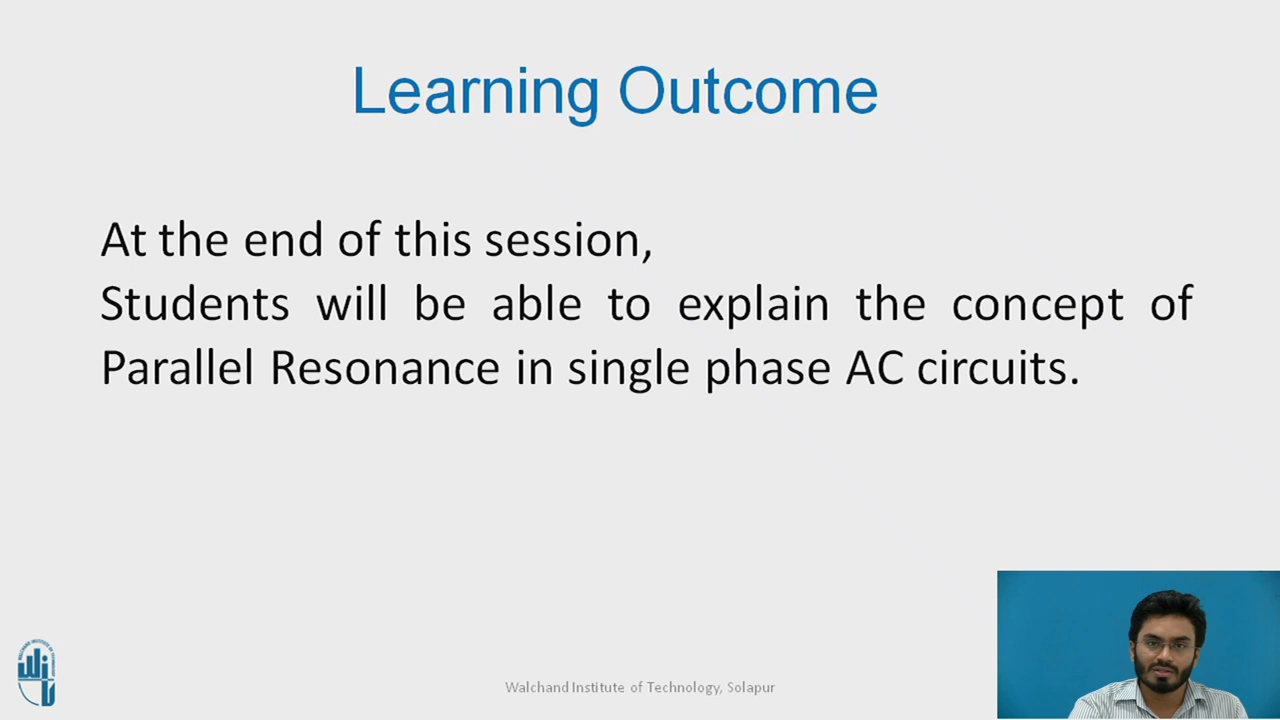 Learning Outcome
At the end of this session,
Students will be able to explain the concept of
Parallel Resonance in single phase AC circuits.
Walchand Institute of Technology, Solapur